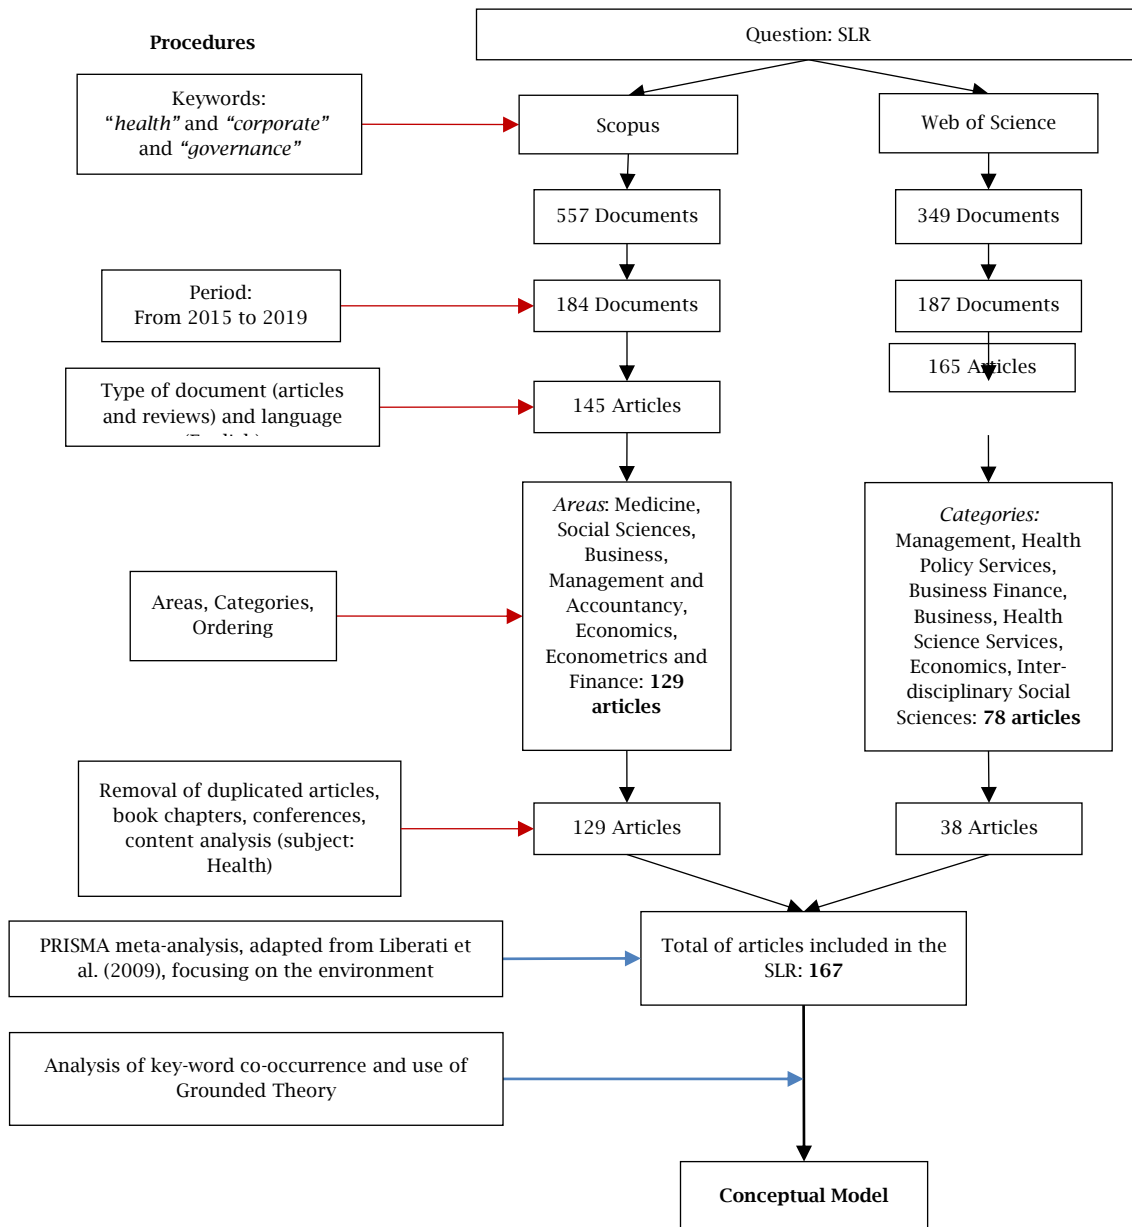 Procedures
Question: SLR
Keywords:
“health” and “corporate”
and “governance”
Scopus
Web of Science
557 Documents
349 Documents
Period:
From 2015 to 2019
184 Documents
187 Documents
165 Articles
Type of document (articles
and reviews) and language
145 Articles
Areas, Categories,
Ordering
Areas: Medicine,
Social Sciences,
Business,
Management and
Accountancy,
Economics,
Econometrics and
Finance: 129
articles
Categories:
Management, Health
Policy Services,
Business Finance,
Business, Health
Science Services,
Economics, Inter-
disciplinary Social
Sciences: 78 articles
Removal of duplicated articles,
book chapters, conferences,
content analysis (subject:
Health)
129 Articles
38 Articles
PRISMA meta-analysis, adapted from Liberati
et al. (2009), focusing on the environment
Total of articles included in the
SLR: 167
Analysis of key-word co-occurrence and use of
Grounded Theory
Conceptual Model